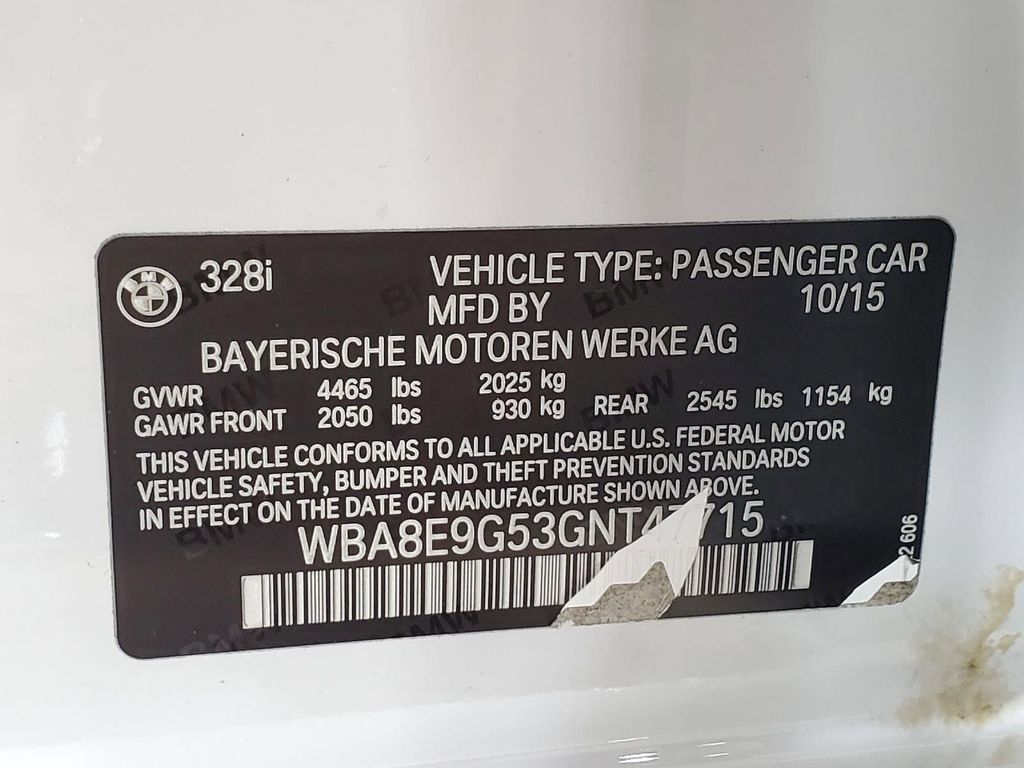 328i VEHICLE TYPE: PASSENGER CAR
MFD BY 10/15
BAYERISCHE MOTOREN WERKE AG
GVWR 4465 lbs 2025 kg
GAWR FRONT 2050 lbs 930 kg REAR 2545 lbs 1154 kg
THIS VEHICLE CONFORMS TO ALL APPLICABLE U.S. FEDERAL MOTOR
VEHICLE SAFETY, BUMPER AND THEFT PREVENTION STANDARDS
IN EFFECT ON THE DATE OF MANUFACTURE SHOWN ABOVE.
WBA8E9G53GNT47715
606